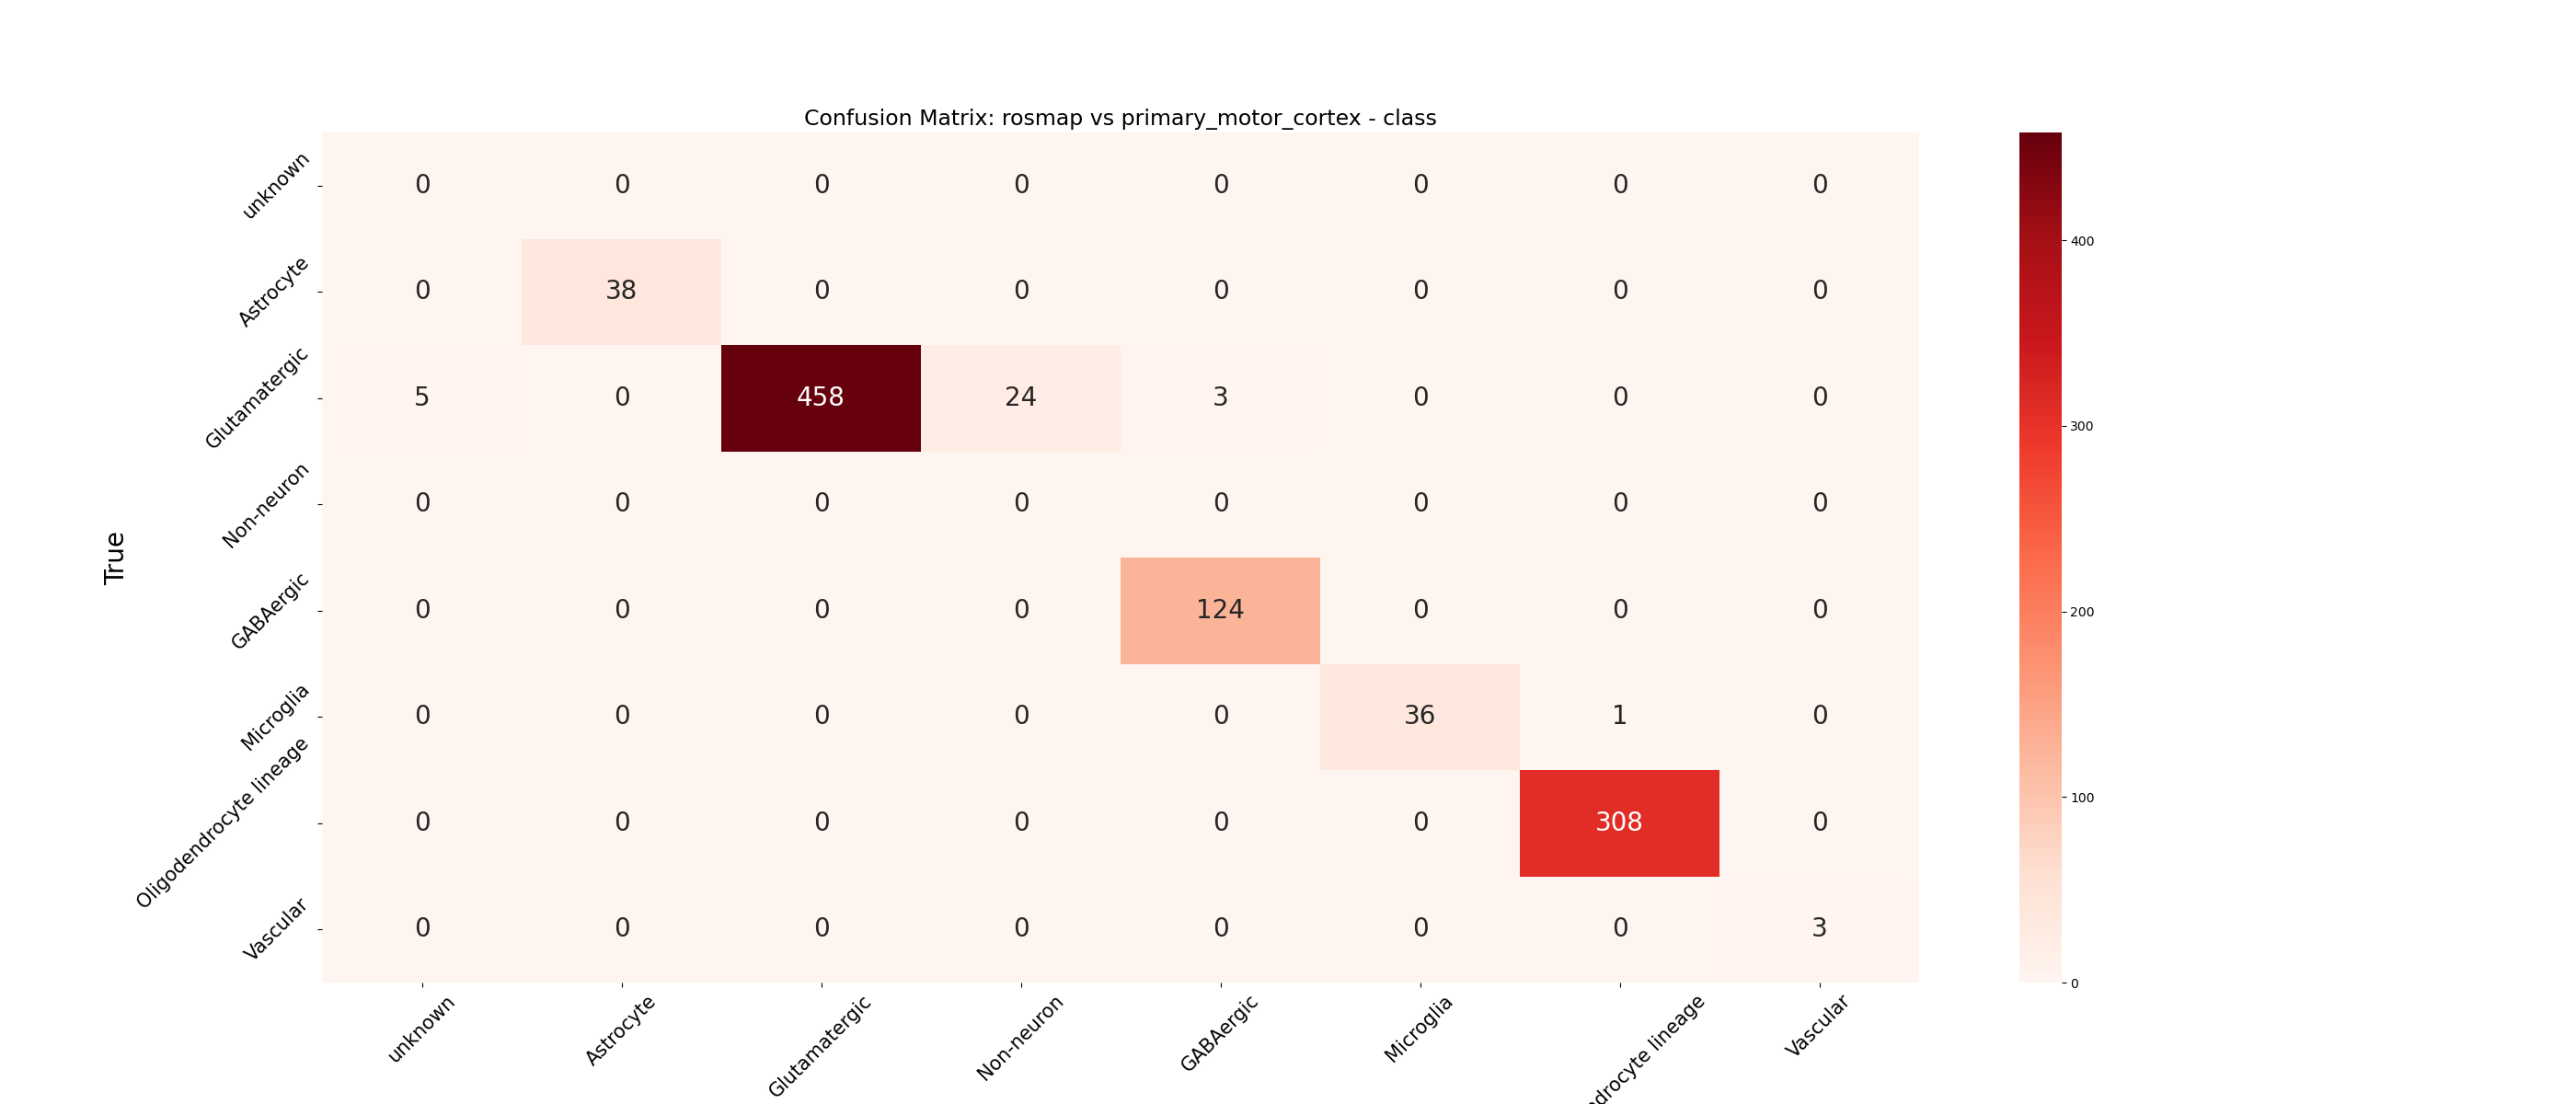 Confusion Matrix: rosmap vs primary_motor_cortex - class
True
unknown 0 0 0 0 0 0 0 0
Astrocyte 0 38 0 0 0 0 0 0
Glutamatergic 5 0 458 24 3 0 0 0
Non-neuron 0 0 0 0 0 0 0 0
GABAergic 0 0 0 0 124 0 0 0
Microglia 0 0 0 0 0 36 1 0
Oligodendrocyte lineage 0 0 0 0 0 0 308 0
Vascular 0 0 0 0 0 0 0 3
unknown Astrocyte Glutamatergic Non-neuron GABAergic Microglia lineage Vascular
400
300
200
100
0